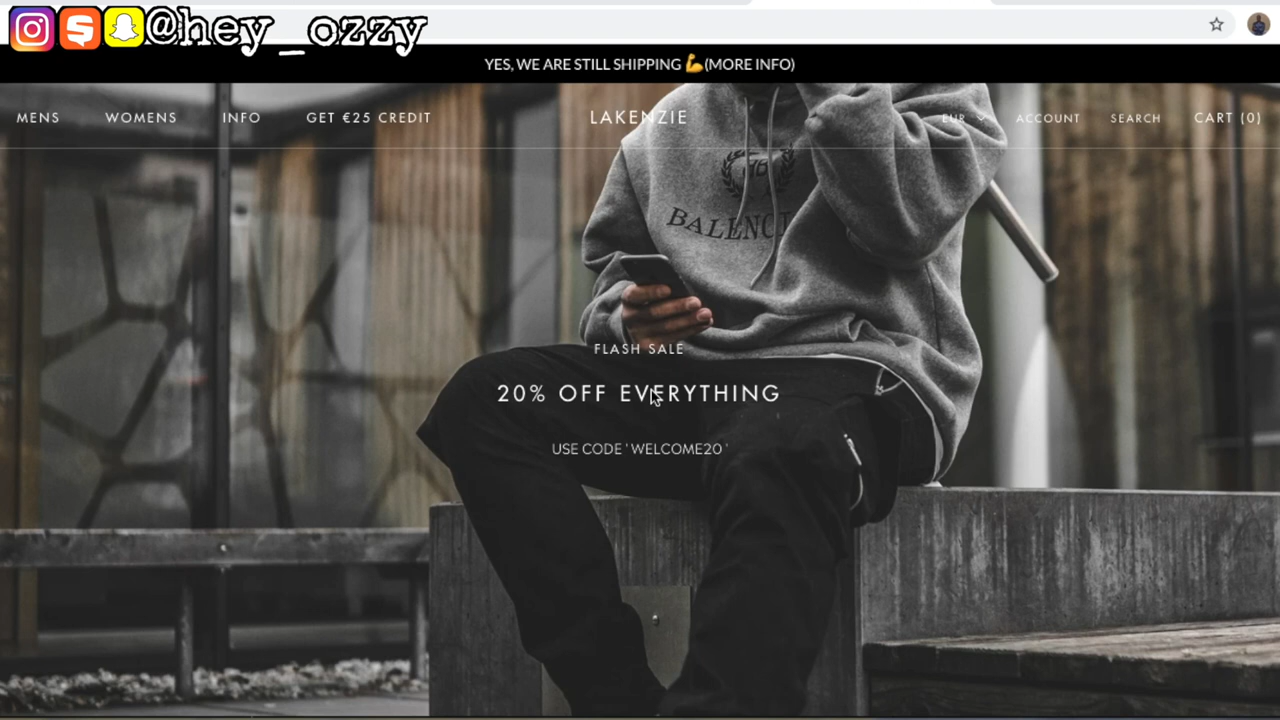 @hey_ozzy
YES, WE ARE STILL SHIPPING 💪(MORE INFO)
MENS WOMENS INFO GET €25 CREDIT LAKENZIE EUR ACCOUNT SEARCH CART (0)
BALENCI
FLASH SALE
20% OFF EVERYTHING
USE CODE ' WELCOME20 '